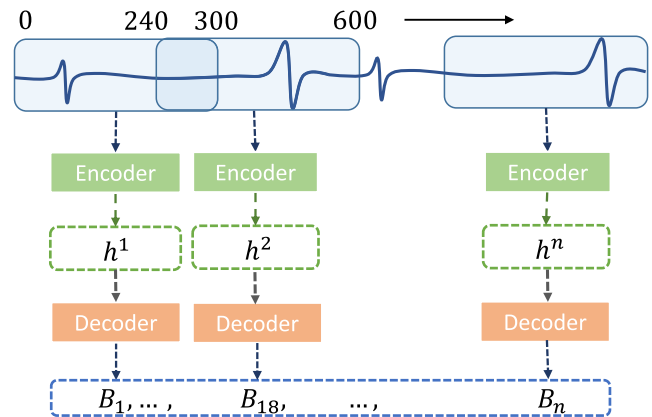 0 240 300 600
Encoder Encoder Encoder
h¹ h² hⁿ
Decoder Decoder Decoder
B₁, … , B₁₈, …, Bₙ